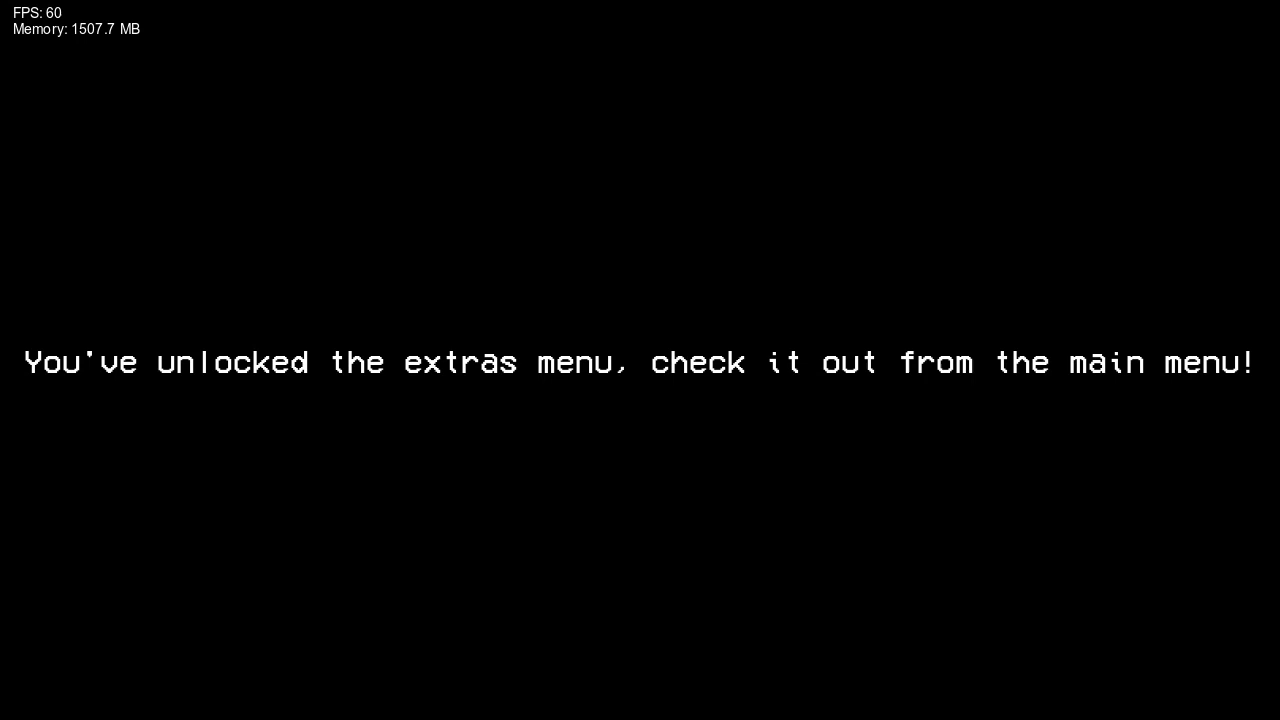 FPS: 60
Memory: 1507.7 MB
You've unlocked the extras menu, check it out from the main menu!